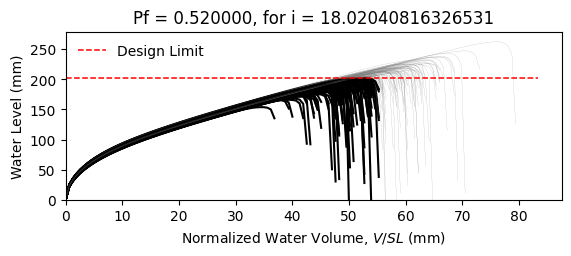 Pf = 0.520000, for i = 18.02040816326531
Water Level (mm)
250
200
150
100
50
0
Design Limit
0 10 20 30 40 50 60 70 80
Normalized Water Volume, V/SL (mm)